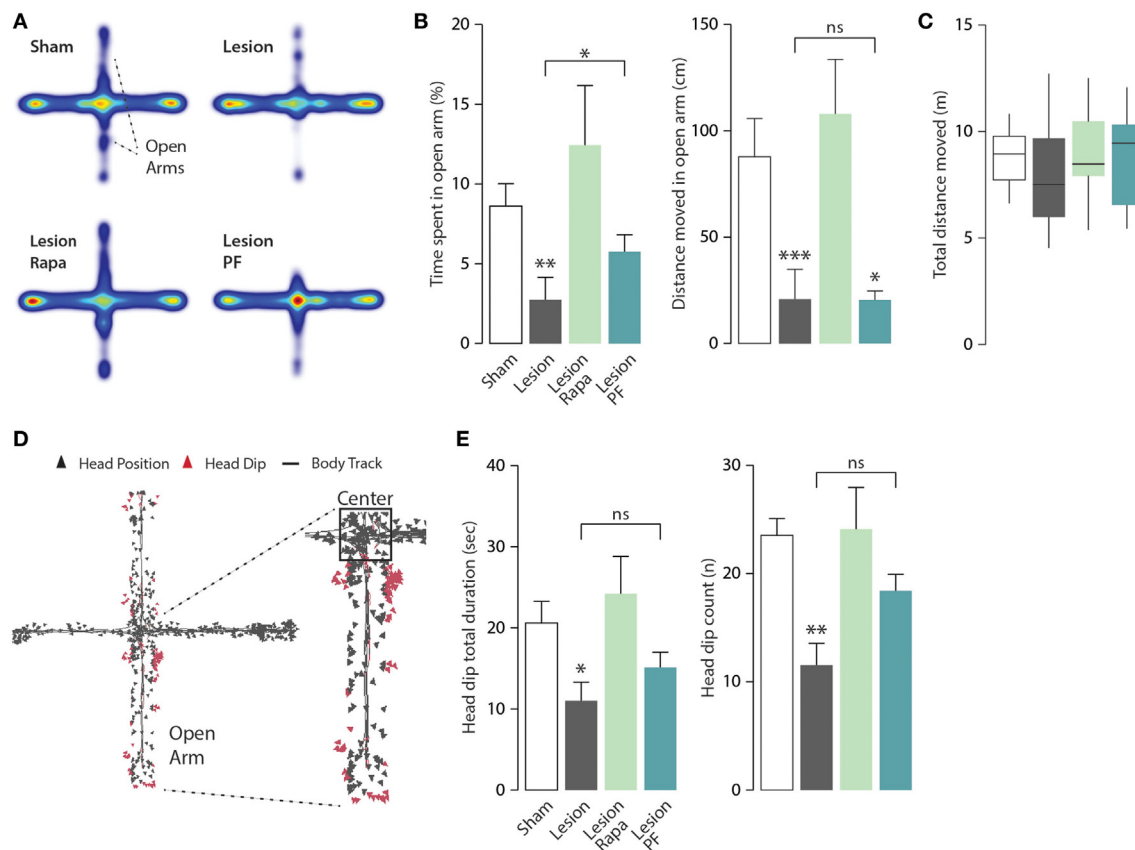 A
Sham
Lesion
Open
Arms
Lesion
Rapa
Lesion
PF
B
Time spent in open arm (%)
20
15
10
5
0
*
**
Sham
Lesion
Lesion
Rapa
Lesion
PF
Distance moved in open arm (cm)
150
100
50
0
ns
***
*
C
Total distance moved (m)
15
10
5
0
D
Head Position
Head Dip
Body Track
Center
Open
Arm
E
Head dip total duration (sec)
40
30
20
10
0
ns
*
Sham
Lesion
Lesion
Rapa
Lesion
PF
Head dip count (n)
30
20
10
0
ns
**